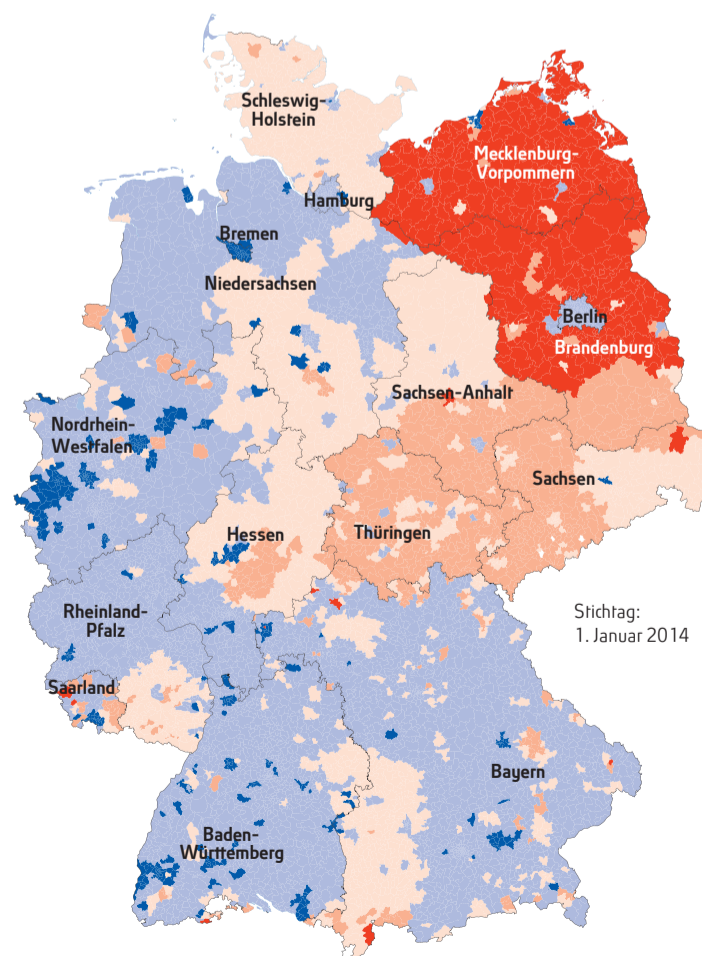 Schleswig-
Holstein
Mecklenburg-
Vorpommern
Hamburg
Bremen
Niedersachsen
Berlin
Brandenburg
Sachsen-Anhalt
Nordrhein-
Westfalen
Sachsen
Hessen
Thüringen
Rheinland-
Pfalz
Stichtag:
1. Januar 2014
Saarland
Bayern
Baden-
Württemberg